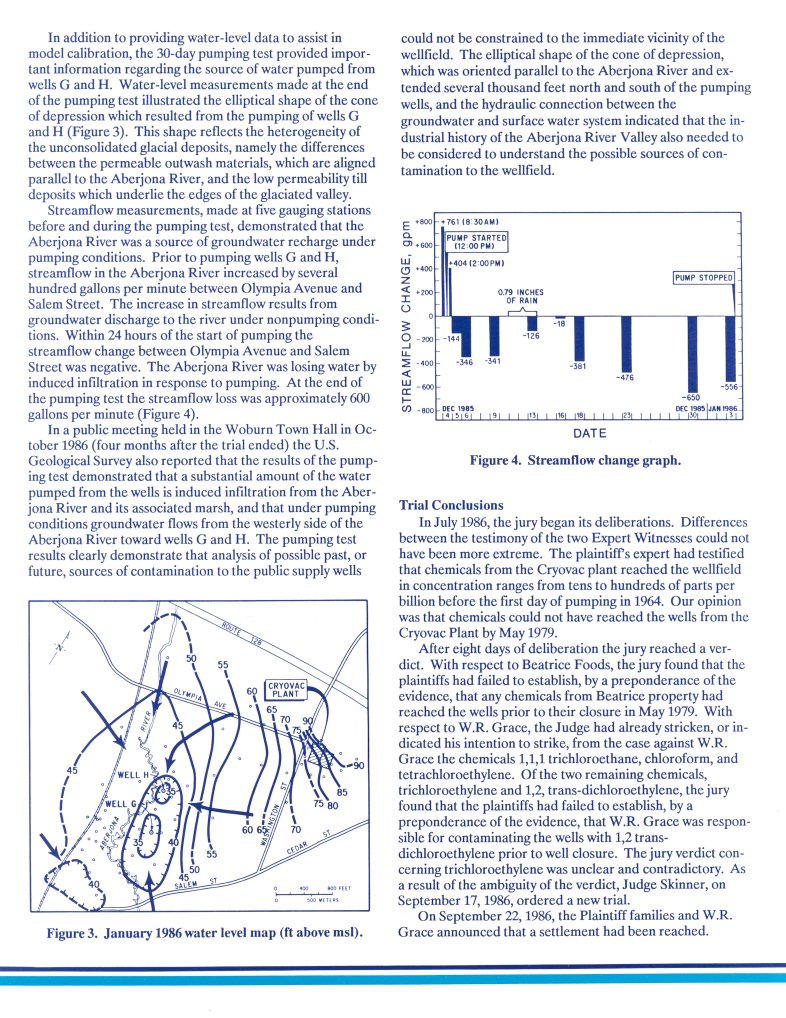 In addition to providing water-level data to assist in
model calibration, the 30-day pumping test provided impor-
tant information regarding the source of water pumped from
wells G and H. Water-level measurements made at the end
of the pumping test illustrated the elliptical shape of the cone
of depression which resulted from the pumping of wells G
and H (Figure 3). This shape reflects the heterogeneity of
the unconsolidated glacial deposits, namely the differences
between the permeable outwash materials, which are aligned
parallel to the Aberjona River, and the low permeability till
deposits which underlie the edges of the glaciated valley.
Streamflow measurements, made at five gauging stations
before and during the pumping test, demonstrated that the
Aberjona River was a source of groundwater recharge under
pumping conditions. Prior to pumping wells G and H,
streamflow in the Aberjona River increased by several
hundred gallons per minute between Olympia Avenue and
Salem Street. The increase in streamflow results from
groundwater discharge to the river under nonpumping condi-
tions. Within 24 hours of the start of pumping the
streamflow change between Olympia Avenue and Salem
Street was negative. The Aberjona River was losing water by
induced infiltration in response to pumping. At the end of
the pumping test the streamflow loss was approximately 600
gallons per minute (Figure 4).
In a public meeting held in the Woburn Town Hall in Oc-
tober 1986 (four months after the trial ended) the U.S.
Geological Survey also reported that the results of the pump-
ing test demonstrated that a substantial amount of the water
pumped from the wells is induced infiltration from the Aber-
jona River and its associated marsh, and that under pumping
conditions groundwater flows from the westerly side of the
Aberjona River toward wells G and H. The pumping test
results clearly demonstrate that analysis of possible past, or
future, sources of contamination to the public supply wells
N
ROUTE 128
50
55
OLYMPIA AVE
60
CRYOVAC
PLANT
65
70
75
90
RIVER
45
45
WELL H
35
WELL G
ABERJONA
35
40
90
85
75 80
60 65
70
WASHINGTON ST
55
50
45
40
SALEM ST
CEDAR ST
0 400 800 FEET
0 500 METERS
Figure 3. January 1986 water level map (ft above msl).
could not be constrained to the immediate vicinity of the
wellfield. The elliptical shape of the cone of depression,
which was oriented parallel to the Aberjona River and ex-
tended several thousand feet north and south of the pumping
wells, and the hydraulic connection between the
groundwater and surface water system indicated that the in-
dustrial history of the Aberjona River Valley also needed to
be considered to understand the possible sources of con-
tamination to the wellfield.
STREAMFLOW CHANGE, gpm
+800
+600
+400
+200
0
-200
-400
-600
-800
+761 (8:30AM)
PUMP STARTED
(12:00 PM)
+404 (2:00PM)
0.79 INCHES
OF RAIN
PUMP STOPPED
-144
-346
-341
-126
-18
-381
-476
-650
-556
DEC 1985
DEC 1985 JAN 1986
4 5 6 9 13 16 18 23 30 3
DATE
Figure 4. Streamflow change graph.
Trial Conclusions
In July 1986, the jury began its deliberations. Differences
between the testimony of the two Expert Witnesses could not
have been more extreme. The plaintiff's expert had testified
that chemicals from the Cryovac plant reached the wellfield
in concentration ranges from tens to hundreds of parts per
billion before the first day of pumping in 1964. Our opinion
was that chemicals could not have reached the wells from the
Cryovac Plant by May 1979.
After eight days of deliberation the jury reached a ver-
dict. With respect to Beatrice Foods, the jury found that the
plaintiffs had failed to establish, by a preponderance of the
evidence, that any chemicals from Beatrice property had
reached the wells prior to their closure in May 1979. With
respect to W.R. Grace, the Judge had already stricken, or in-
dicated his intention to strike, from the case against W.R.
Grace the chemicals 1,1,1 trichloroethane, chloroform, and
tetrachloroethylene. Of the two remaining chemicals,
trichloroethylene and 1,2, trans-dichloroethylene, the jury
found that the plaintiffs had failed to establish, by a
preponderance of the evidence, that W.R. Grace was respon-
sible for contaminating the wells with 1,2 trans-
dichloroethylene prior to well closure. The jury verdict con-
cerning trichloroethylene was unclear and contradictory. As
a result of the ambiguity of the verdict, Judge Skinner, on
September 17, 1986, ordered a new trial.
On September 22, 1986, the Plaintiff families and W.R.
Grace announced that a settlement had been reached.